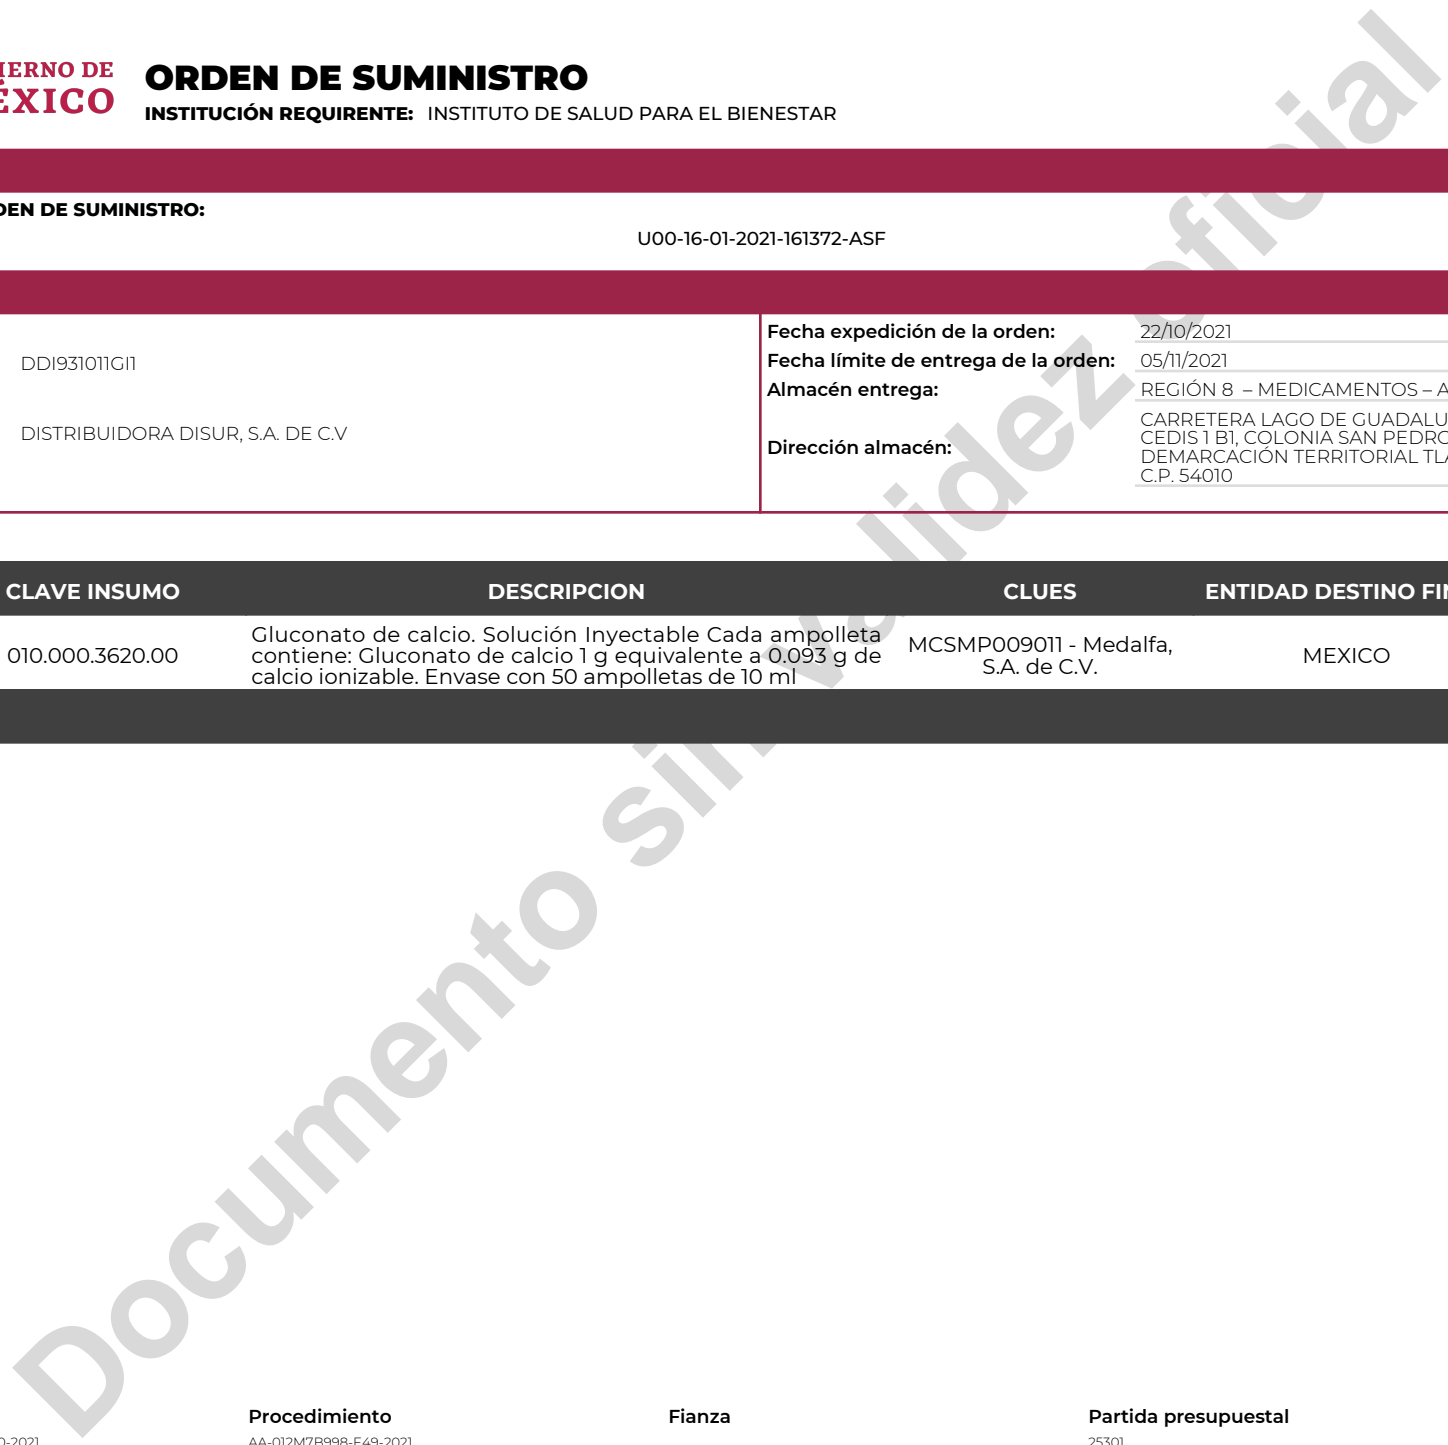 IERNO DE
ÉXICO
ORDEN DE SUMINISTRO
INSTITUCIÓN REQUIRENTE: INSTITUTO DE SALUD PARA EL BIENESTAR
DEN DE SUMINISTRO:
U00-16-01-2021-161372-ASF
DDI931011GI1
DISTRIBUIDORA DISUR, S.A. DE C.V
Fecha expedición de la orden: 22/10/2021
Fecha límite de entrega de la orden: 05/11/2021
Almacén entrega: REGIÓN 8 – MEDICAMENTOS – A
Dirección almacén:
CARRETERA LAGO DE GUADALU
CEDIS 1 B1, COLONIA SAN PEDRO
DEMARCACIÓN TERRITORIAL TLA
C.P. 54010
CLAVE INSUMO DESCRIPCION CLUES ENTIDAD DESTINO FIN
010.000.3620.00
Gluconato de calcio. Solución Inyectable Cada ampolleta
contiene: Gluconato de calcio 1 g equivalente a 0.093 g de
calcio ionizable. Envase con 50 ampolletas de 10 ml
MCSMP009011 - Medalfa,
S.A. de C.V.
MEXICO
Documento sin validez oficial
Procedimiento Fianza Partida presupuestal
0-2021 AA-012M7B998-E49-2021 25301